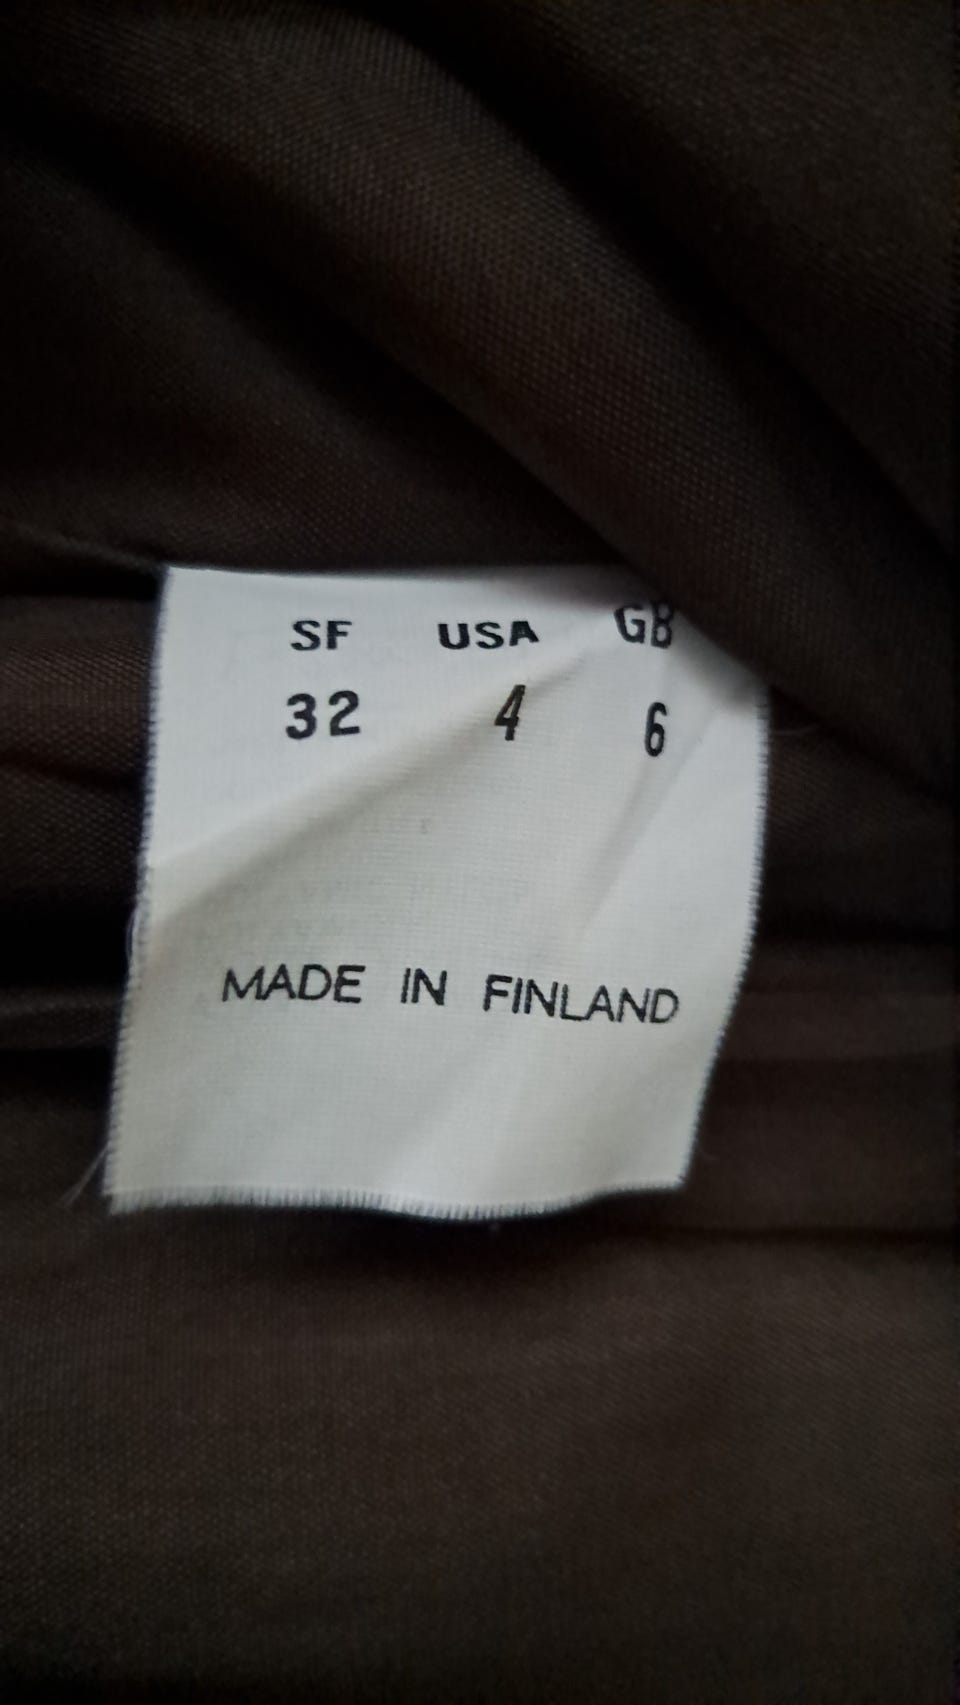 SF USA GB
32 4 6
MADE IN FINLAND